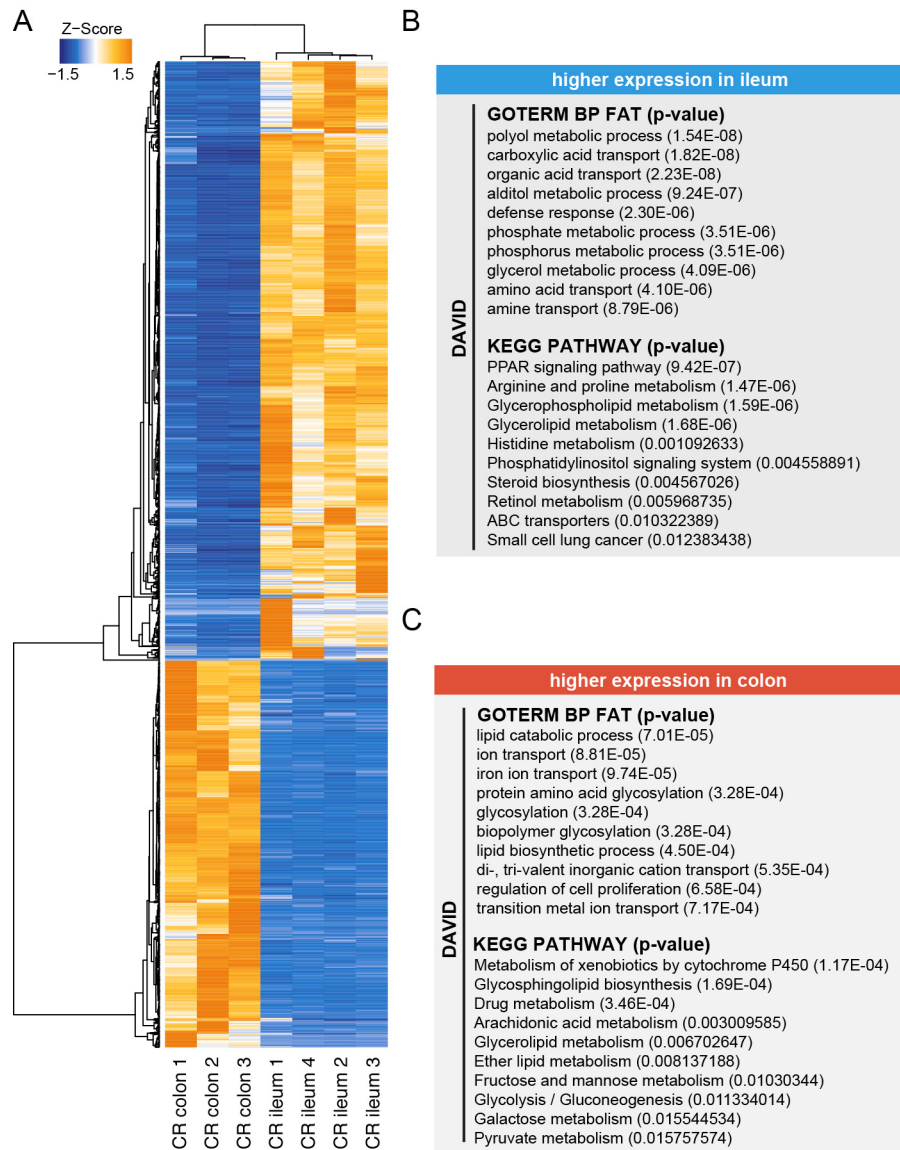 A
Z-Score
−1.5 1.5
CR colon 1
CR colon 2
CR colon 3
CR ileum 1
CR ileum 4
CR ileum 2
CR ileum 3
B
higher expression in ileum
DAVID
GOTERM BP FAT (p-value)
polyol metabolic process (1.54E-08)
carboxylic acid transport (1.82E-08)
organic acid transport (2.23E-08)
alditol metabolic process (9.24E-07)
defense response (2.30E-06)
phosphate metabolic process (3.51E-06)
phosphorus metabolic process (3.51E-06)
glycerol metabolic process (4.09E-06)
amino acid transport (4.10E-06)
amine transport (8.79E-06)
KEGG PATHWAY (p-value)
PPAR signaling pathway (9.42E-07)
Arginine and proline metabolism (1.47E-06)
Glycerophospholipid metabolism (1.59E-06)
Glycerolipid metabolism (1.68E-06)
Histidine metabolism (0.001092633)
Phosphatidylinositol signaling system (0.004558891)
Steroid biosynthesis (0.004567026)
Retinol metabolism (0.005968735)
ABC transporters (0.010322389)
Small cell lung cancer (0.012383438)
C
higher expression in colon
DAVID
GOTERM BP FAT (p-value)
lipid catabolic process (7.01E-05)
ion transport (8.81E-05)
iron ion transport (9.74E-05)
protein amino acid glycosylation (3.28E-04)
glycosylation (3.28E-04)
biopolymer glycosylation (3.28E-04)
lipid biosynthetic process (4.50E-04)
di-, tri-valent inorganic cation transport (5.35E-04)
regulation of cell proliferation (6.58E-04)
transition metal ion transport (7.17E-04)
KEGG PATHWAY (p-value)
Metabolism of xenobiotics by cytochrome P450 (1.17E-04)
Glycosphingolipid biosynthesis (1.69E-04)
Drug metabolism (3.46E-04)
Arachidonic acid metabolism (0.003009585)
Glycerolipid metabolism (0.006702647)
Ether lipid metabolism (0.008137188)
Fructose and mannose metabolism (0.01030344)
Glycolysis / Gluconeogenesis (0.011334014)
Galactose metabolism (0.015544534)
Pyruvate metabolism (0.015757574)